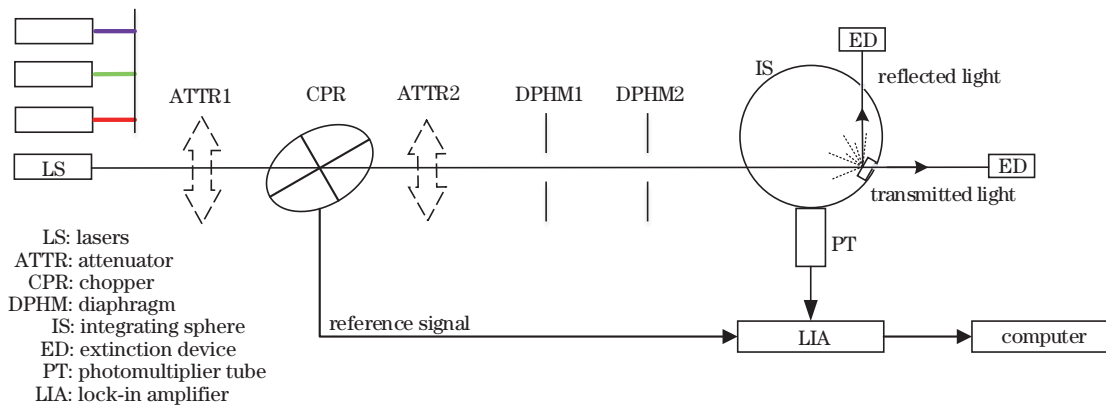 ED
IS
reflected light
ATTR1
CPR
ATTR2
DPHM1
DPHM2
LS
ED
transmitted light
PT
LS: lasers
ATTR: attenuator
CPR: chopper
DPHM: diaphragm
IS: integrating sphere
ED: extinction device
PT: photomultiplier tube
LIA: lock-in amplifier
reference signal
LIA
computer